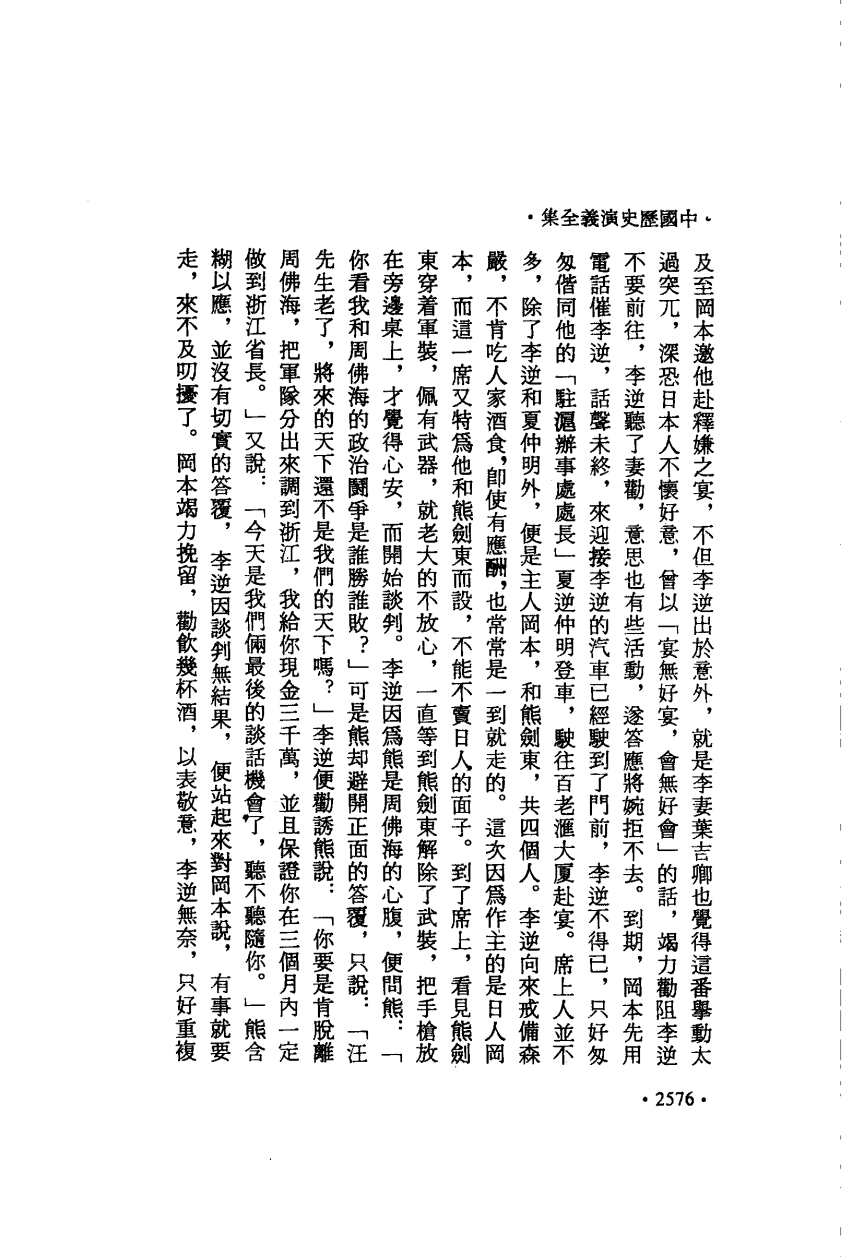 ·中國歷史演義全集·
及至岡本邀他赴釋嫌之宴，不但李逆出於意外，就是李妻葉吉卿也覺得這番舉動太
過突兀，深恐日本人不懷好意，曾以「宴無好宴，會無好會」的話，竭力勸阻李逆
不要前往，李逆聽了妻勸，意思也有些活動，遂答應將婉拒不去。到期，岡本先用
電話催李逆，話聲未終，來迎接李逆的汽車已經駛到了門前，李逆不得已，只好匆
匆偕同他的「駐滬辦事處處長」夏逆仲明登車，駛往百老滙大厦赴宴。席上人並不
多，除了李逆和夏仲明外，便是主人岡本，和熊劍東，共四個人。李逆向來戒備森
嚴，不肯吃人家酒食，卽使有應酬，也常常是一到就走的。這次因爲作主的是日人岡
本，而這一席又特爲他和熊劍東而設，不能不賣日人的面子。到了席上，看見熊劍
東穿着軍裝，佩有武器，就老大的不放心，一直等到熊劍東解除了武裝，把手槍放
在旁邊桌上，才覺得心安，而開始談判。李逆因爲熊是周佛海的心腹，便問熊：「
你看我和周佛海的政治鬭爭是誰勝誰敗？」可是熊却避開正面的答覆，只說：「汪
先生老了，將來的天下還不是我們的天下嗎？」李逆便勸誘熊說：「你要是肯脫離
周佛海，把軍隊分出來調到浙江，我給你現金三千萬，並且保證你在三個月內一定
做到浙江省長。」又說：「今天是我們倆最後的談話機會了，聽不聽隨你。」熊含
糊以應，並沒有切實的答覆，李逆因談判無結果，便站起來對岡本說，有事就要
走，來不及叨擾了。岡本竭力挽留，勸飮幾杯酒，以表敬意，李逆無奈，只好重複
·2576·